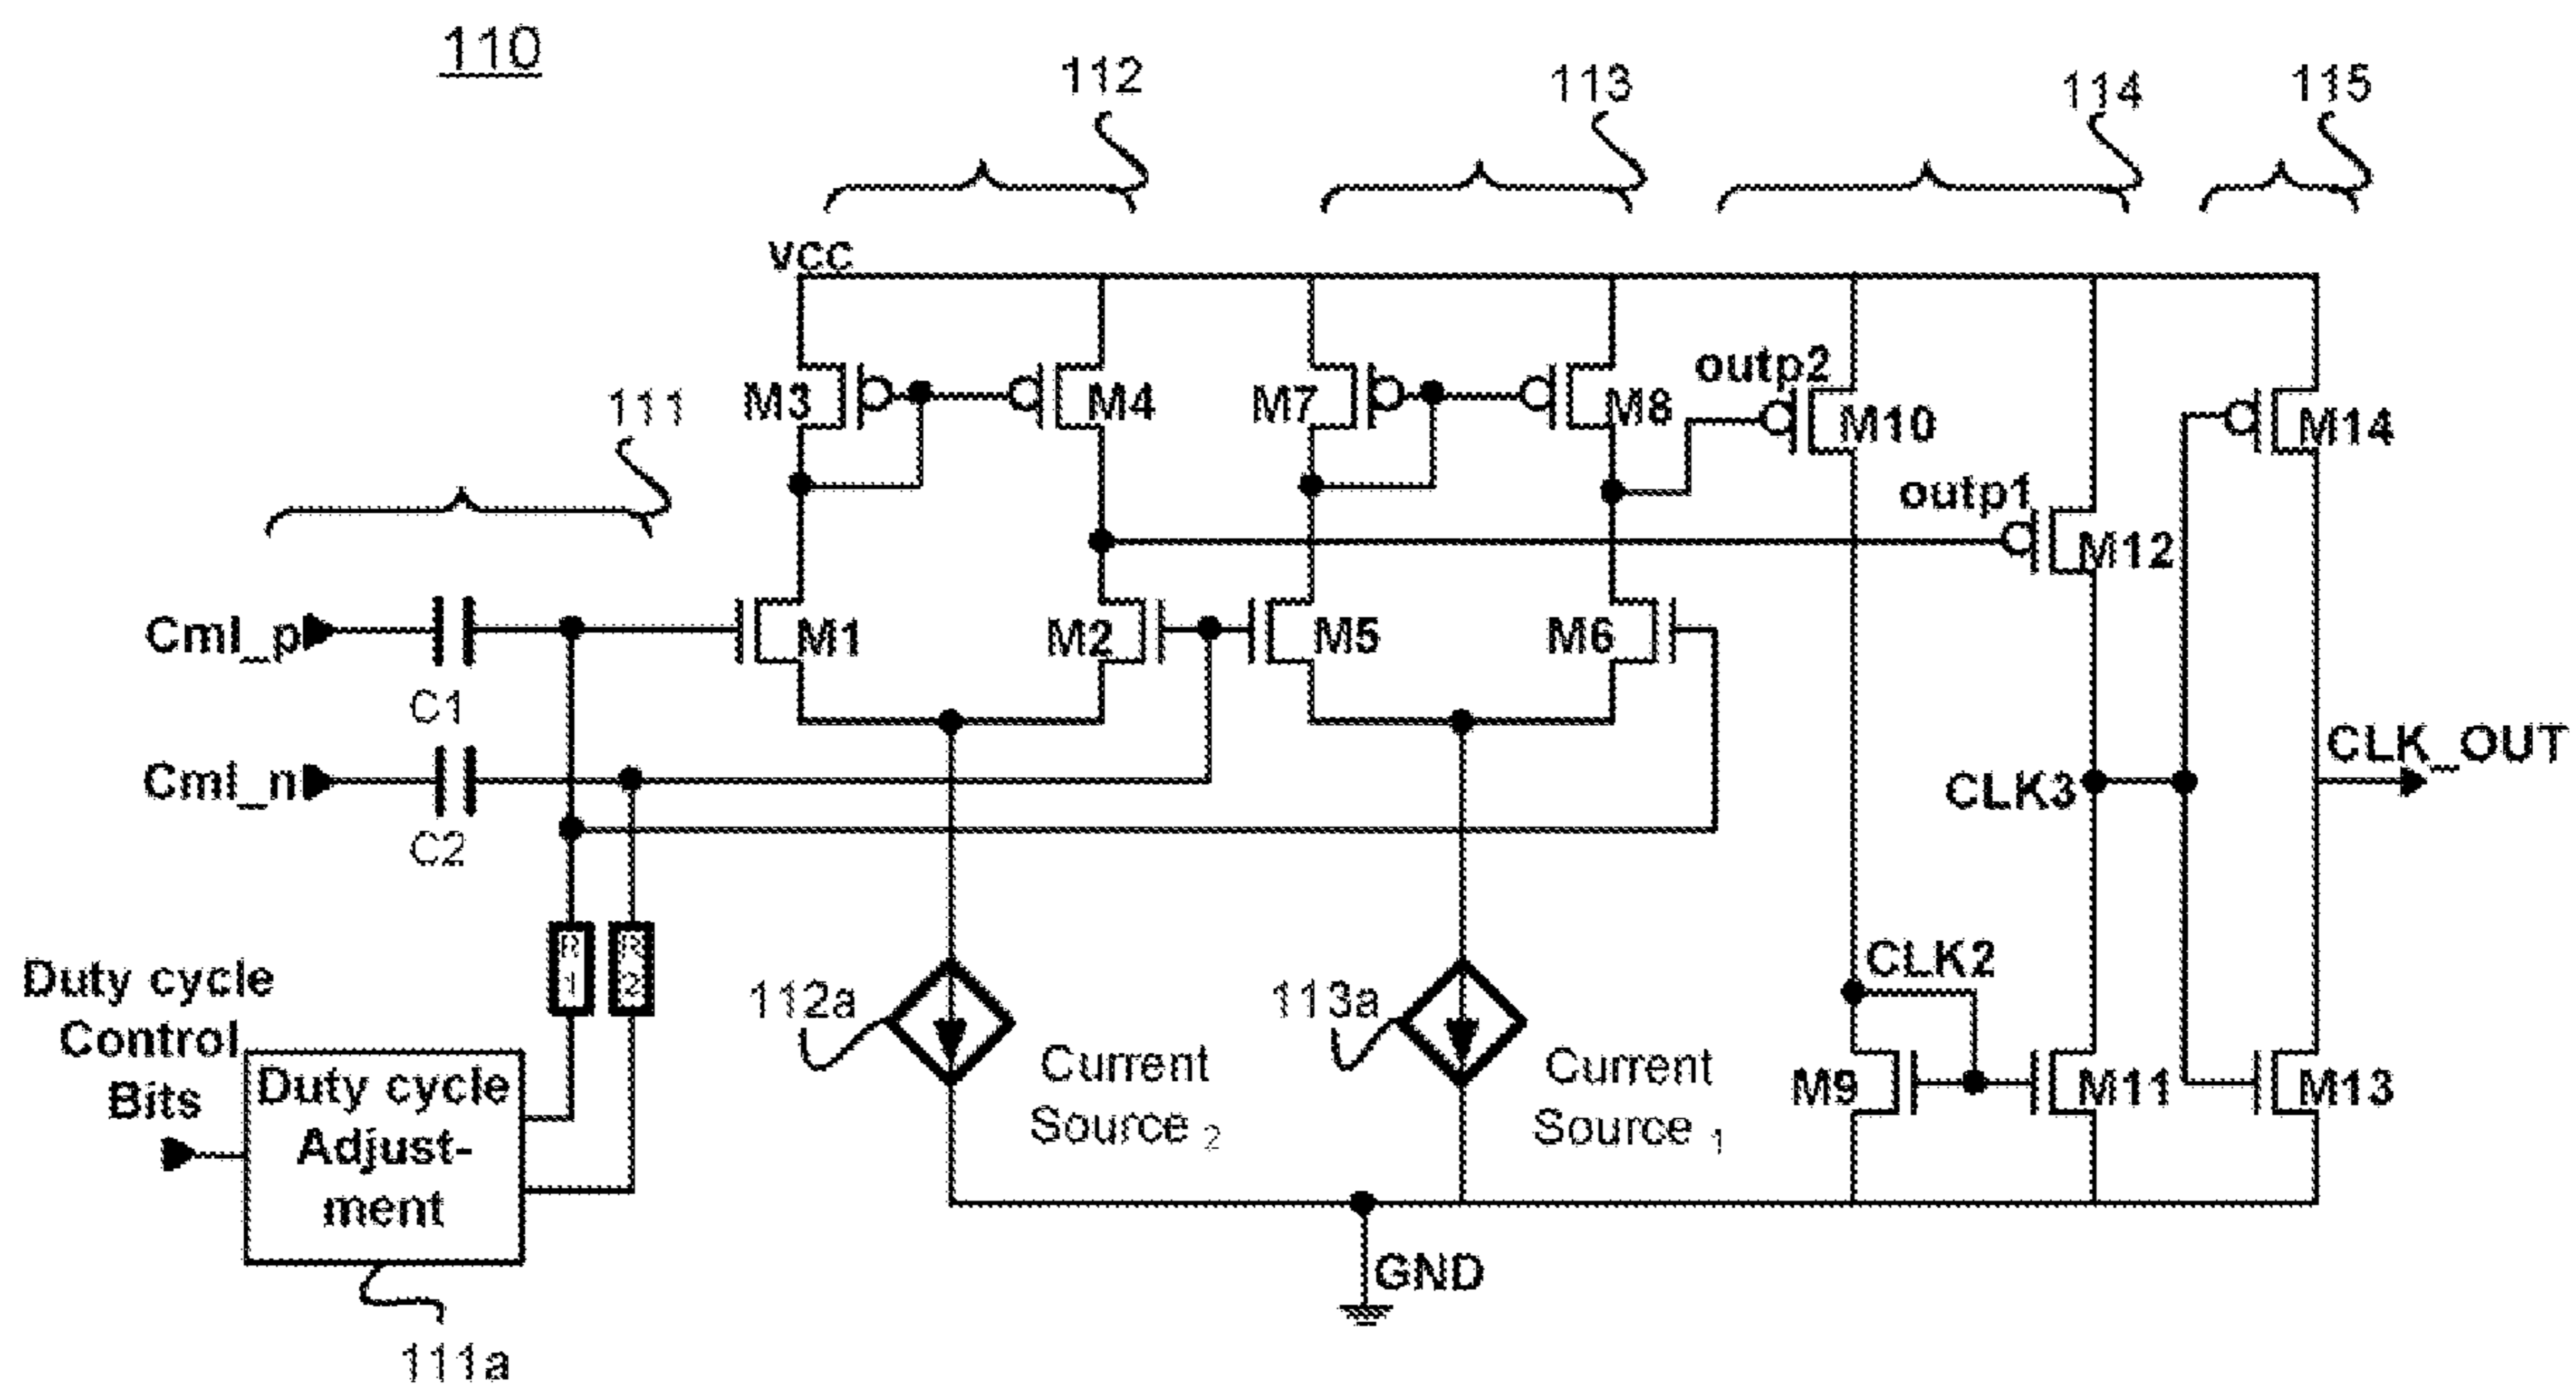 110
112
113
114
115
VCC
M3
M4
M7
M8
outp2
M10
M14
111
outp1
M12
Cml_p
C1
M1
M2
M5
M6
Cml_n
C2
CLK3
CLK_OUT
R1
R2
CLK2
Duty cycle
Control
Bits
Duty cycle
Adjust-
ment
112a
Current
Source 2
113a
Current
Source 1
M9
M11
M13
GND
111a